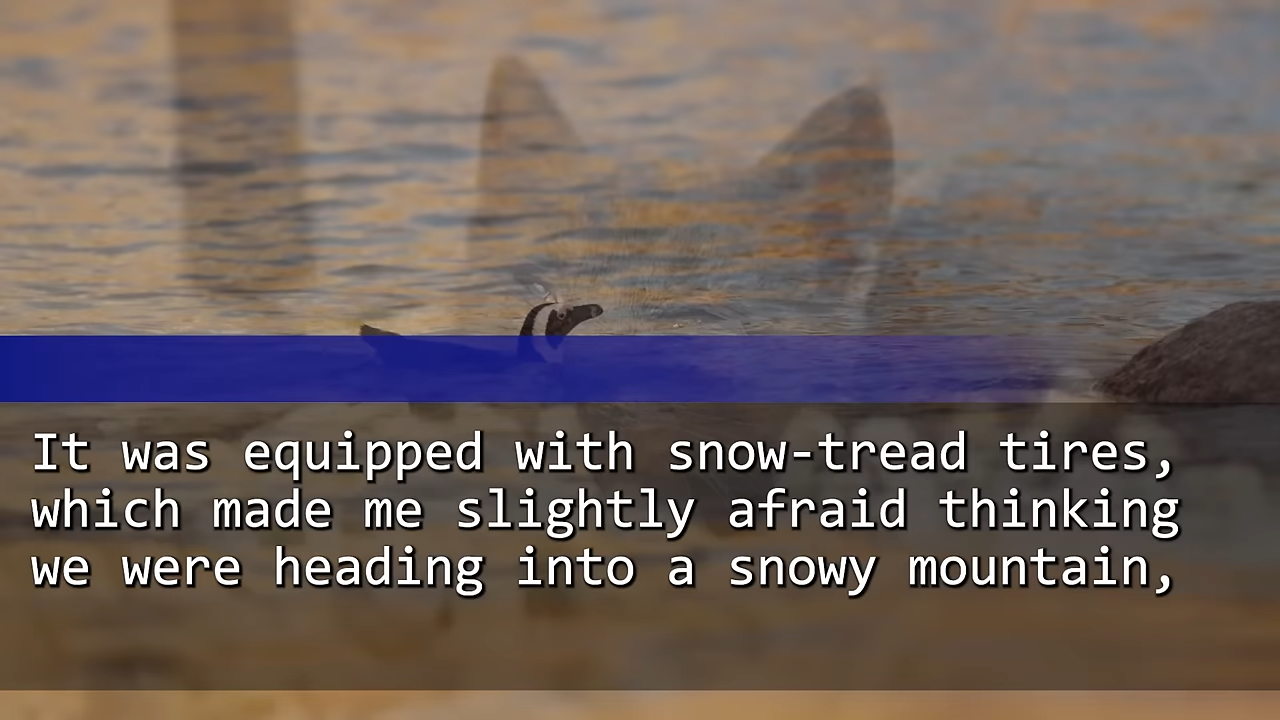 It was equipped with snow-tread tires,
which made me slightly afraid thinking
we were heading into a snowy mountain,